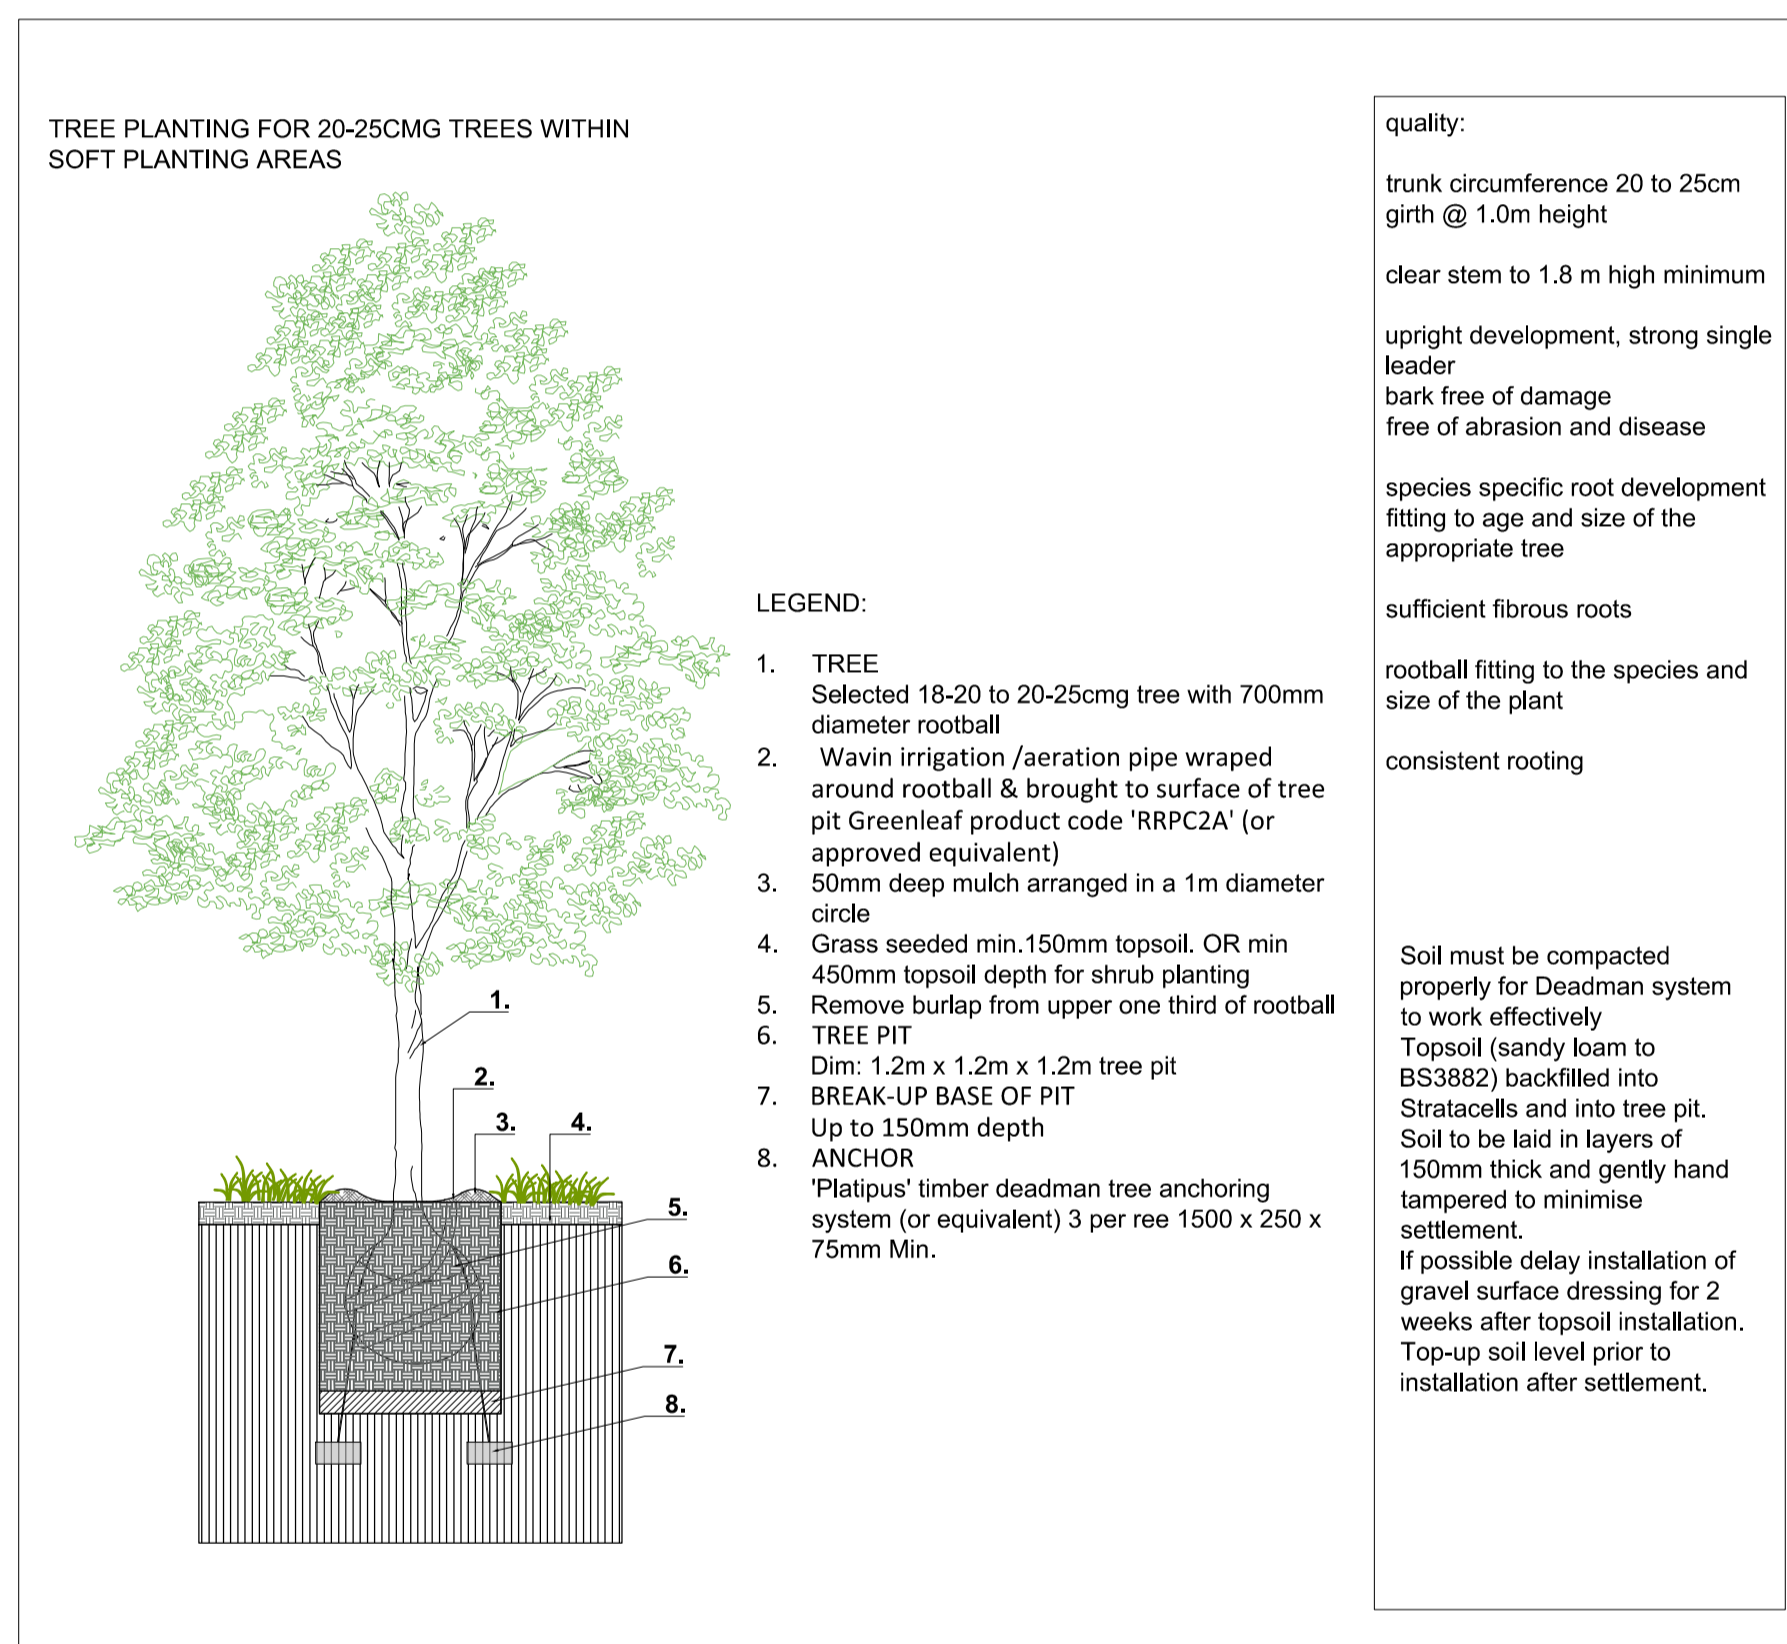 TREE PLANTING FOR 20-25CMG TREES WITHIN
SOFT PLANTING AREAS
1.
2.
3.
4.
5.
6.
7.
8.
LEGEND:
1. TREE
Selected 18-20 to 20-25cmg tree with 700mm
diameter rootball
2. Wavin irrigation /aeration pipe wraped
around rootball & brought to surface of tree
pit Greenleaf product code 'RRPC2A' (or
approved equivalent)
3. 50mm deep mulch arranged in a 1m diameter
circle
4. Grass seeded min.150mm topsoil. OR min
450mm topsoil depth for shrub planting
5. Remove burlap from upper one third of rootball
6. TREE PIT
Dim: 1.2m x 1.2m x 1.2m tree pit
7. BREAK-UP BASE OF PIT
Up to 150mm depth
8. ANCHOR
'Platipus' timber deadman tree anchoring
system (or equivalent) 3 per ree 1500 x 250 x
75mm Min.
quality:
trunk circumference 20 to 25cm
girth @ 1.0m height
clear stem to 1.8 m high minimum
upright development, strong single
leader
bark free of damage
free of abrasion and disease
species specific root development
fitting to age and size of the
appropriate tree
sufficient fibrous roots
rootball fitting to the species and
size of the plant
consistent rooting
Soil must be compacted
properly for Deadman system
to work effectively
Topsoil (sandy loam to
BS3882) backfilled into
Stratacells and into tree pit.
Soil to be laid in layers of
150mm thick and gently hand
tampered to minimise
settlement.
If possible delay installation of
gravel surface dressing for 2
weeks after topsoil installation.
Top-up soil level prior to
installation after settlement.